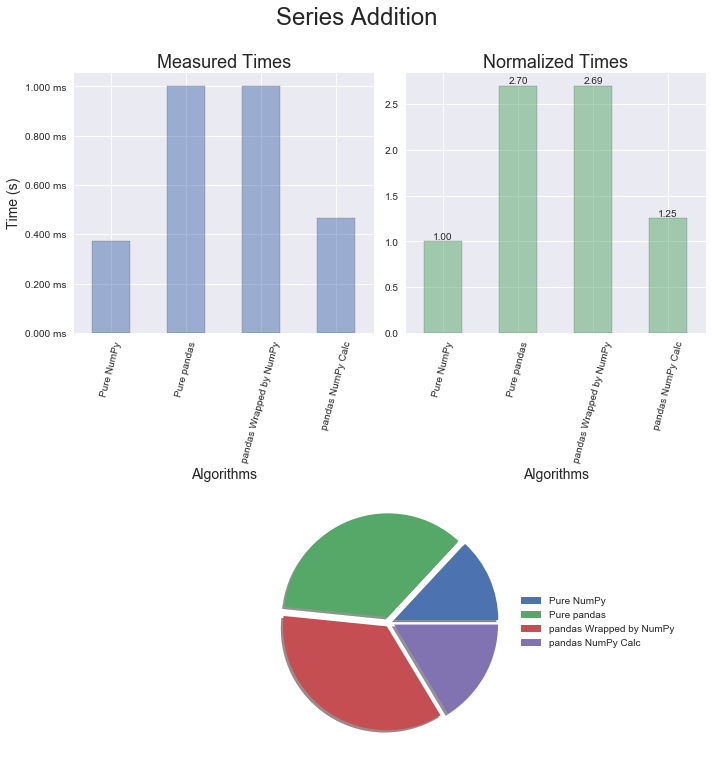 Series Addition
Measured Times
Normalized Times
Time (s)
1.000 ms
0.800 ms
0.600 ms
0.400 ms
0.200 ms
0.000 ms
Pure NumPy
Pure pandas
pandas Wrapped by NumPy
pandas NumPy Calc
Algorithms
2.5
2.0
1.5
1.0
0.5
0.0
1.00
2.70
2.69
1.25
Pure NumPy
Pure pandas
pandas Wrapped by NumPy
pandas NumPy Calc
Algorithms
Pure NumPy
Pure pandas
pandas Wrapped by NumPy
pandas NumPy Calc